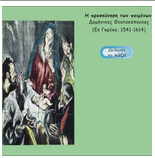 Η προσκύνηση των ποιμένων
Δομήνικος Θεοτοκόπουλος
(Ελ Γκρέκο, 1541-1614)